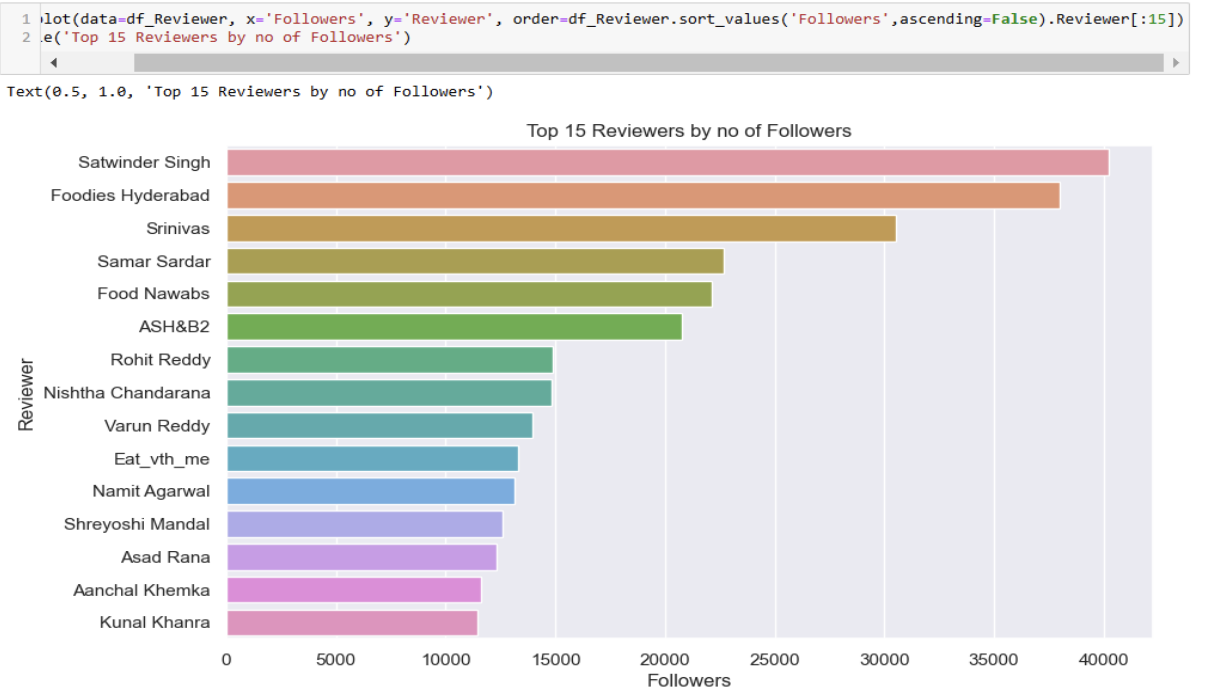 1 plot(data=df_Reviewer, x='Followers', y='Reviewer', order=df_Reviewer.sort_values('Followers',ascending=False).Reviewer[:15])
2 .e('Top 15 Reviewers by no of Followers')
Text(0.5, 1.0, 'Top 15 Reviewers by no of Followers')
Top 15 Reviewers by no of Followers
Reviewer
Satwinder Singh
Foodies Hyderabad
Srinivas
Samar Sardar
Food Nawabs
ASH&B2
Rohit Reddy
Nishtha Chandarana
Varun Reddy
Eat_vth_me
Namit Agarwal
Shreyoshi Mandal
Asad Rana
Aanchal Khemka
Kunal Khanra
0 5000 10000 15000 20000 25000 30000 35000 40000
Followers